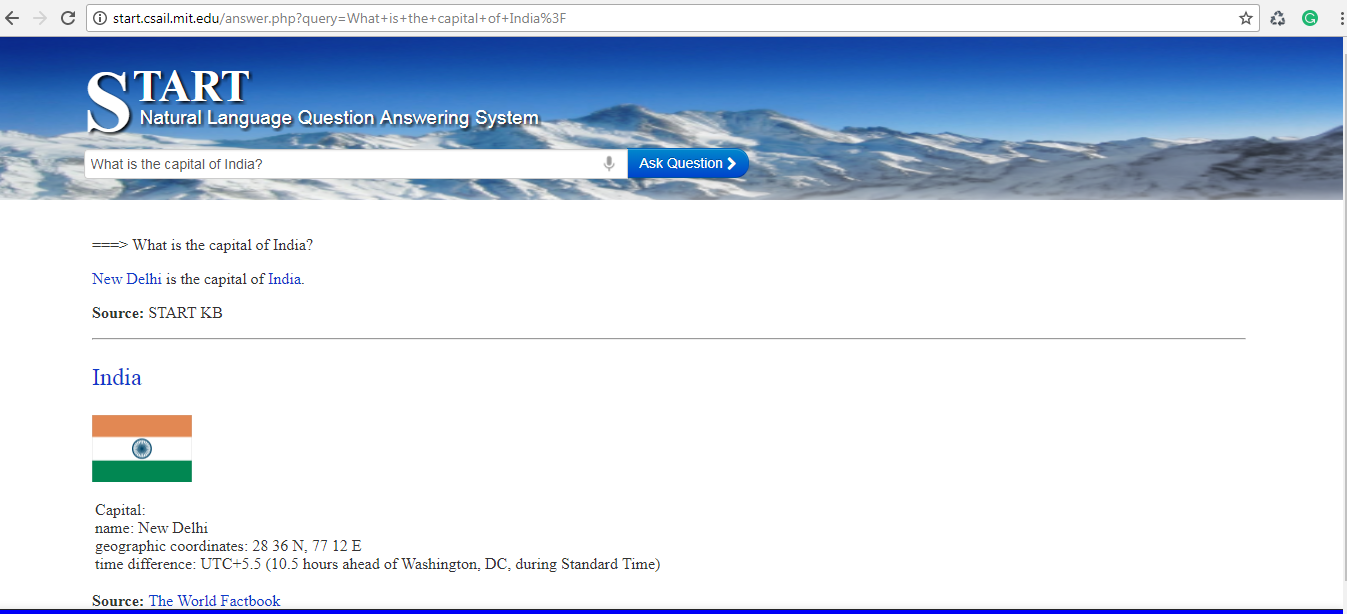 start.csail.mit.edu/answer.php?query=What+is+the+capital+of+India%3F
START
Natural Language Question Answering System
What is the capital of India?
Ask Question
===> What is the capital of India?
New Delhi is the capital of India.
Source: START KB
India
Capital:
name: New Delhi
geographic coordinates: 28 36 N, 77 12 E
time difference: UTC+5.5 (10.5 hours ahead of Washington, DC, during Standard Time)
Source: The World Factbook